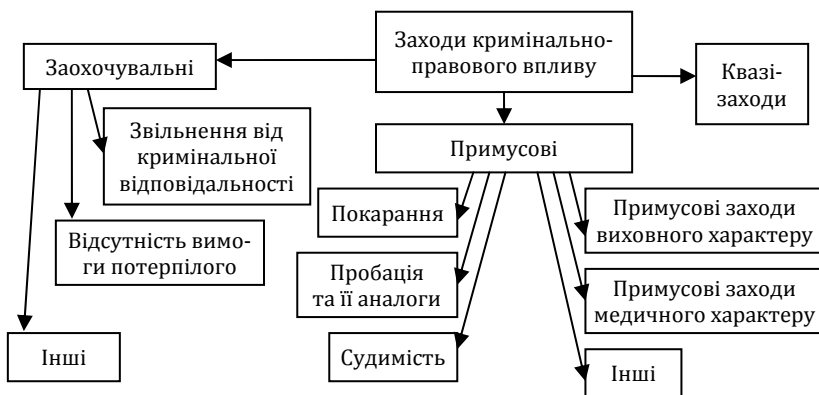 Заходи кримінально-
правового впливу
Заохочувальні
Квазі-
заходи
Звільнення від
кримінальної
відповідальності
Примусові
Покарання
Примусові заходи
виховного характеру
Відсутність вимо-
ги потерпілого
Пробація
та її аналоги
Примусові заходи
медичного характеру
Інші
Судимість
Інші